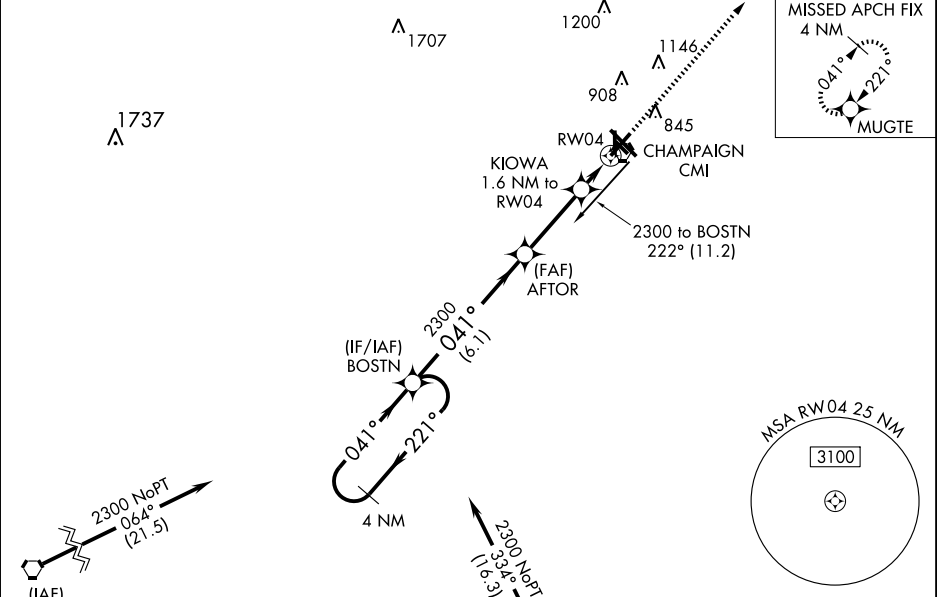 1707
1200
1146
908
845
1737
MISSED APCH FIX
4 NM
041°
221°
MUGTE
RW04
CHAMPAIGN
CMI
KIOWA
1.6 NM to
RW04
2300 to BOSTN
222° (11.2)
(FAF)
AFTOR
2300
041°
(6.1)
(IF/IAF)
BOSTN
041°
221°
4 NM
MSA RW04 25 NM
3100
2300 NoPT
064°
(21.5)
2300 NoPT
334°
(16.3)
(IAF)